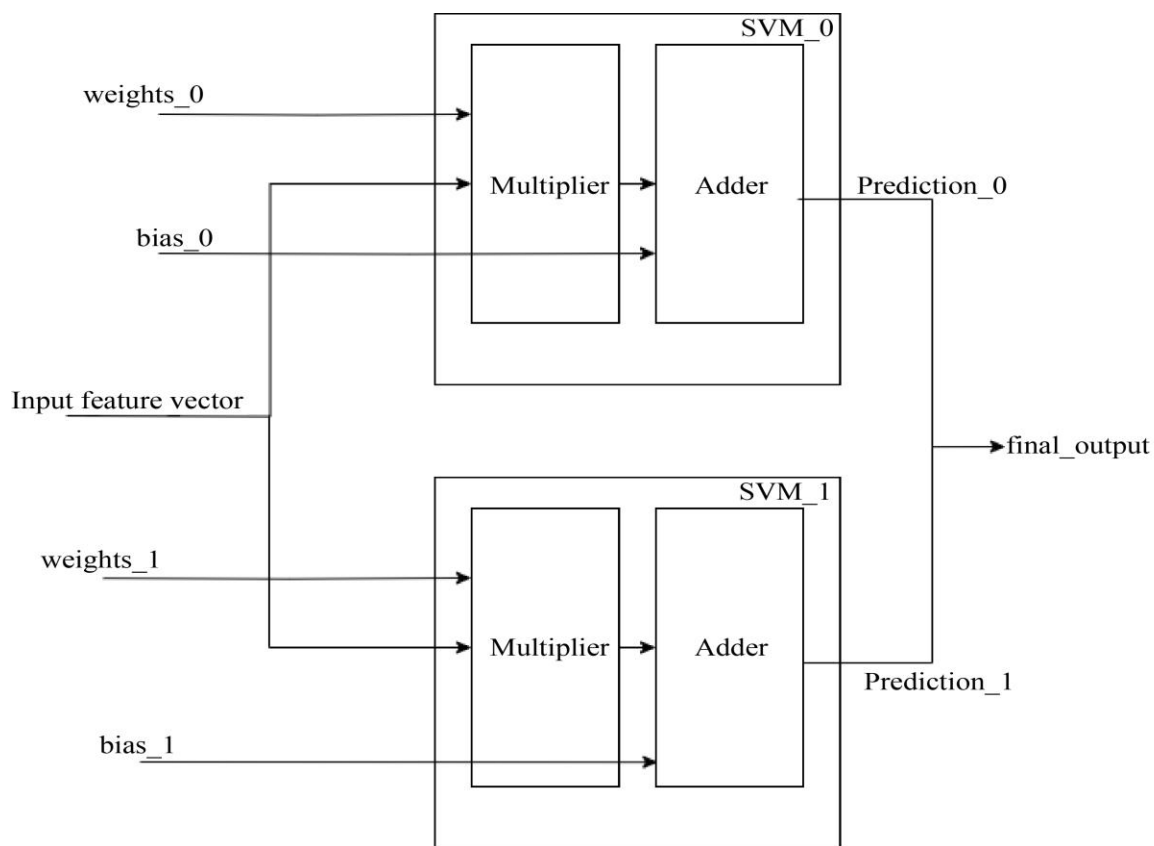 SVM_0
weights_0
Multiplier
Adder
Prediction_0
bias_0
Input feature vector
final_output
SVM_1
weights_1
Multiplier
Adder
Prediction_1
bias_1